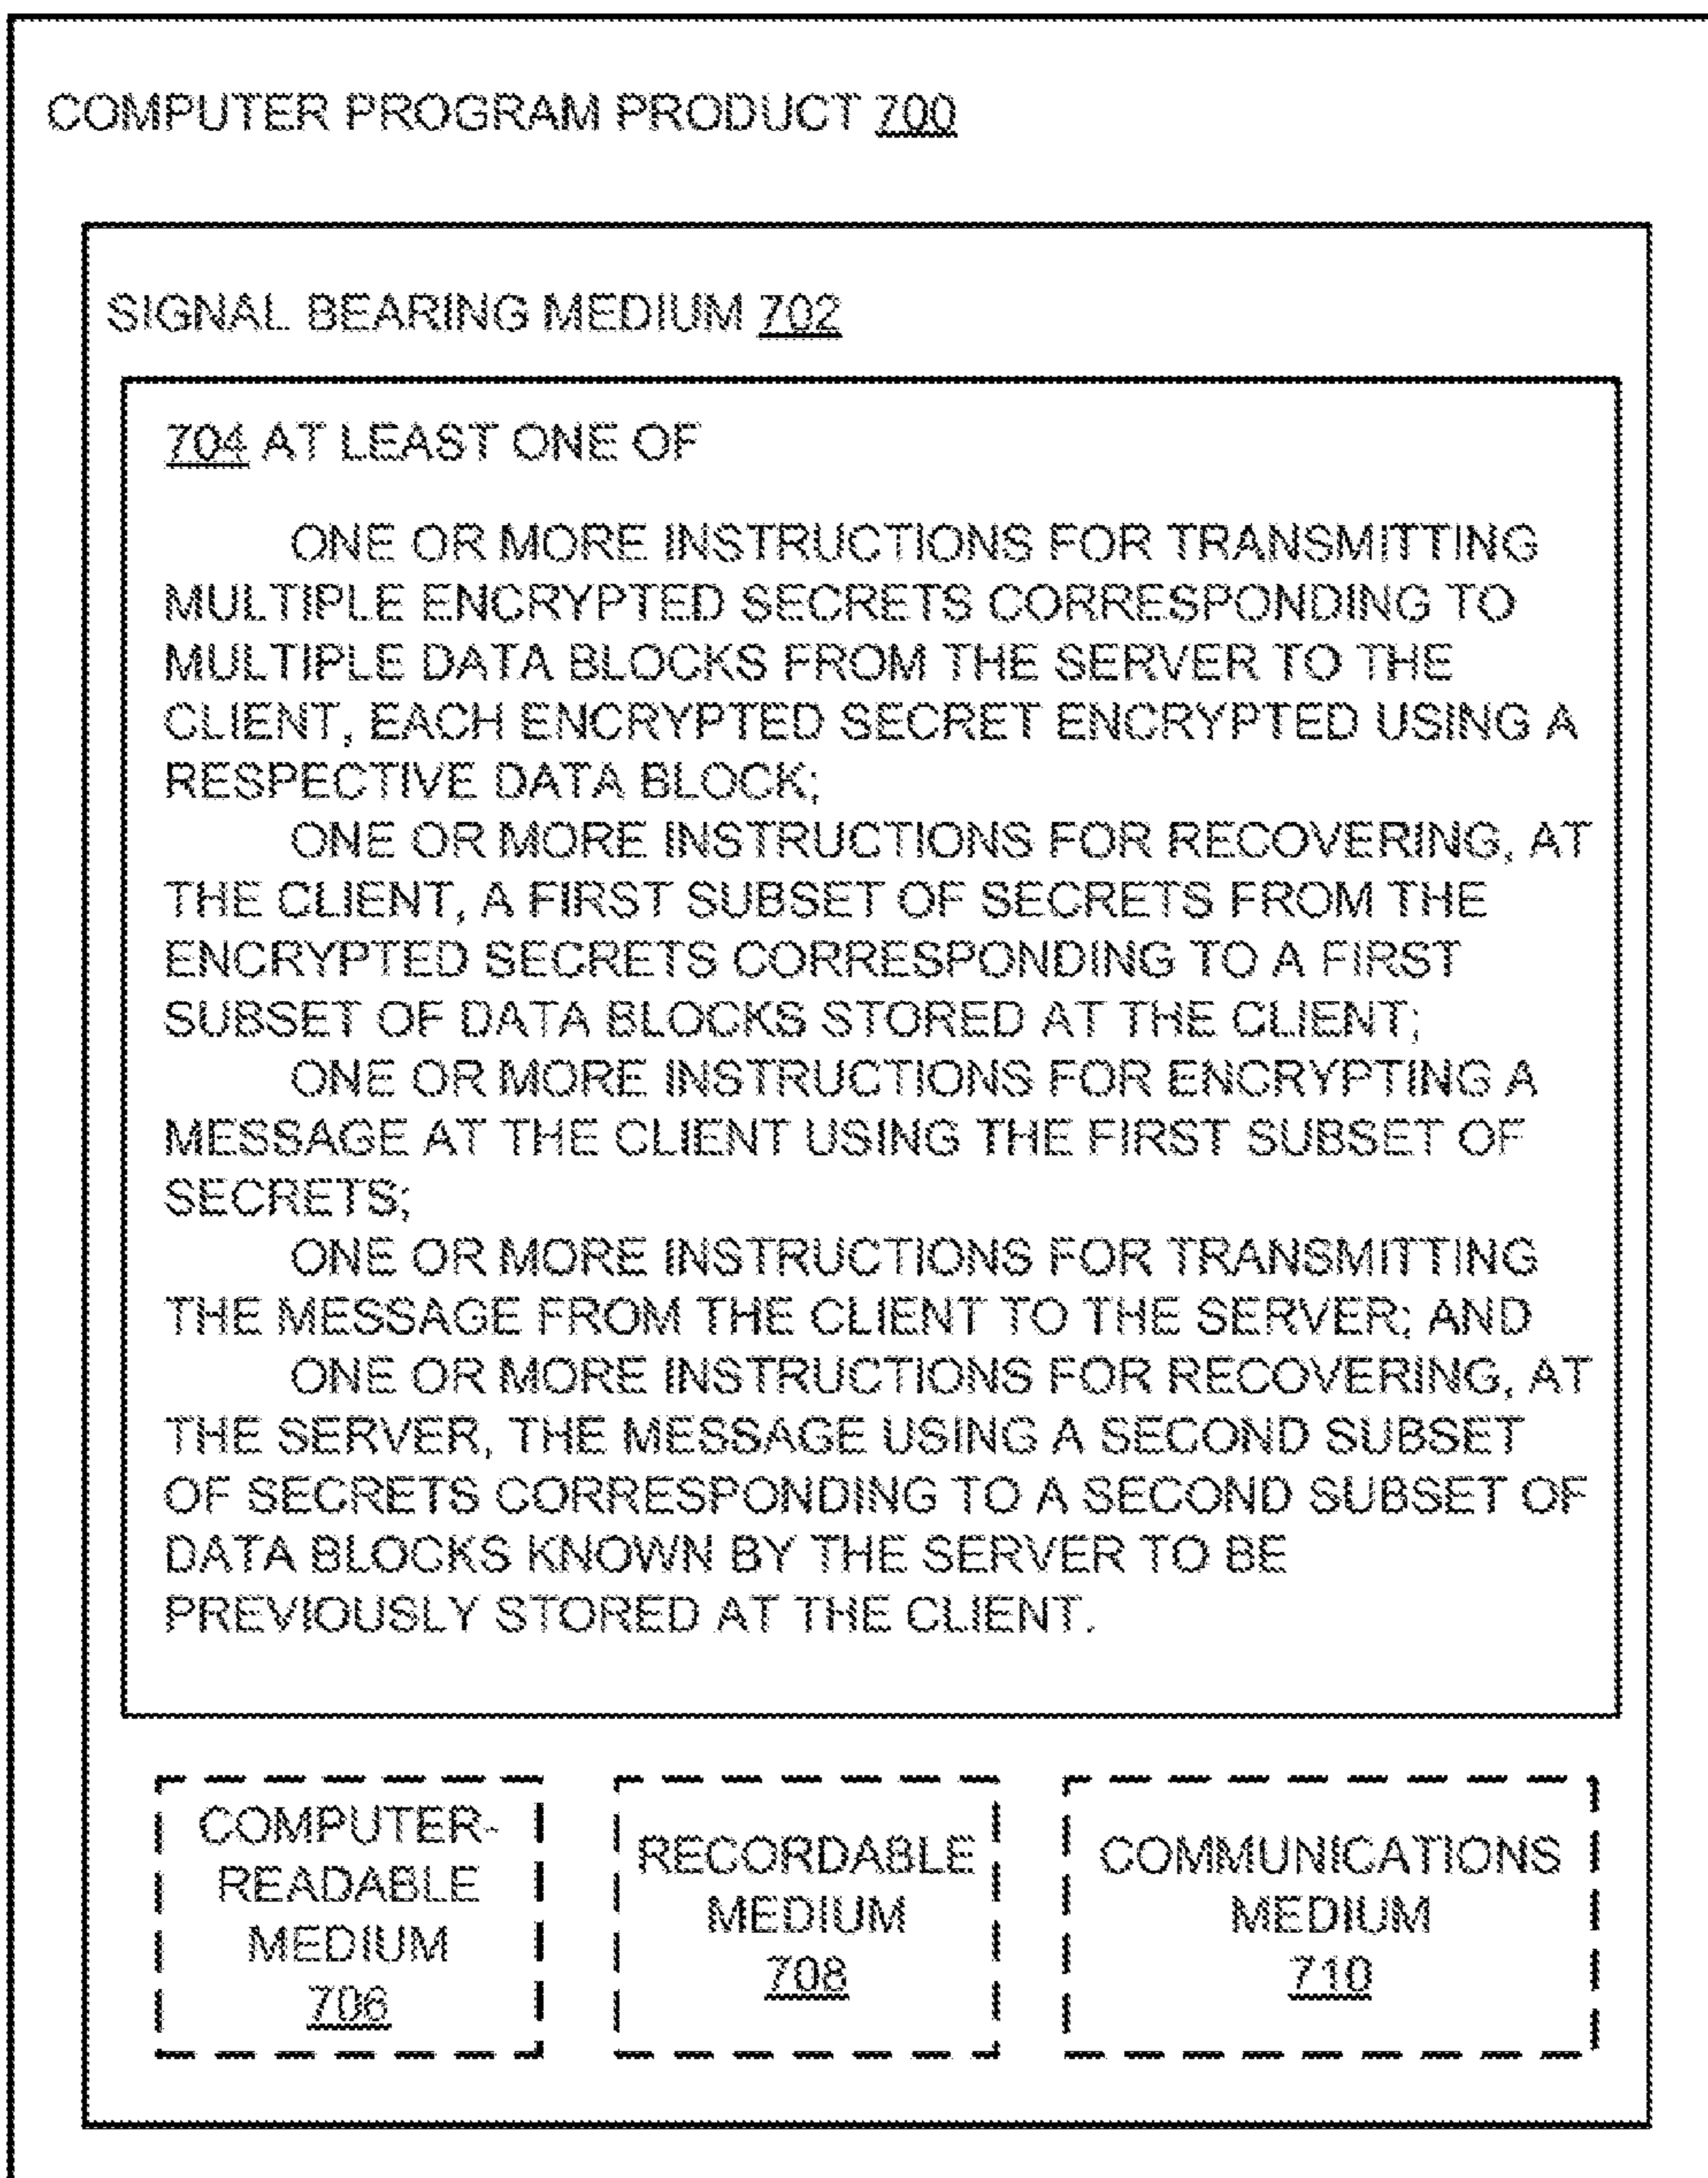 COMPUTER PROGRAM PRODUCT 700
SIGNAL BEARING MEDIUM 702
704 AT LEAST ONE OF
ONE OR MORE INSTRUCTIONS FOR TRANSMITTING
MULTIPLE ENCRYPTED SECRETS CORRESPONDING TO
MULTIPLE DATA BLOCKS FROM THE SERVER TO THE
CLIENT, EACH ENCRYPTED SECRET ENCRYPTED USING A
RESPECTIVE DATA BLOCK;
ONE OR MORE INSTRUCTIONS FOR RECOVERING, AT
THE CLIENT, A FIRST SUBSET OF SECRETS FROM THE
ENCRYPTED SECRETS CORRESPONDING TO A FIRST
SUBSET OF DATA BLOCKS STORED AT THE CLIENT;
ONE OR MORE INSTRUCTIONS FOR ENCRYPTING A
MESSAGE AT THE CLIENT USING THE FIRST SUBSET OF
SECRETS;
ONE OR MORE INSTRUCTIONS FOR TRANSMITTING
THE MESSAGE FROM THE CLIENT TO THE SERVER; AND
ONE OR MORE INSTRUCTIONS FOR RECOVERING, AT
THE SERVER, THE MESSAGE USING A SECOND SUBSET
OF SECRETS CORRESPONDING TO A SECOND SUBSET OF
DATA BLOCKS KNOWN BY THE SERVER TO BE
PREVIOUSLY STORED AT THE CLIENT.
COMPUTER-
READABLE
MEDIUM
706
RECORDABLE
MEDIUM
708
COMMUNICATIONS
MEDIUM
710